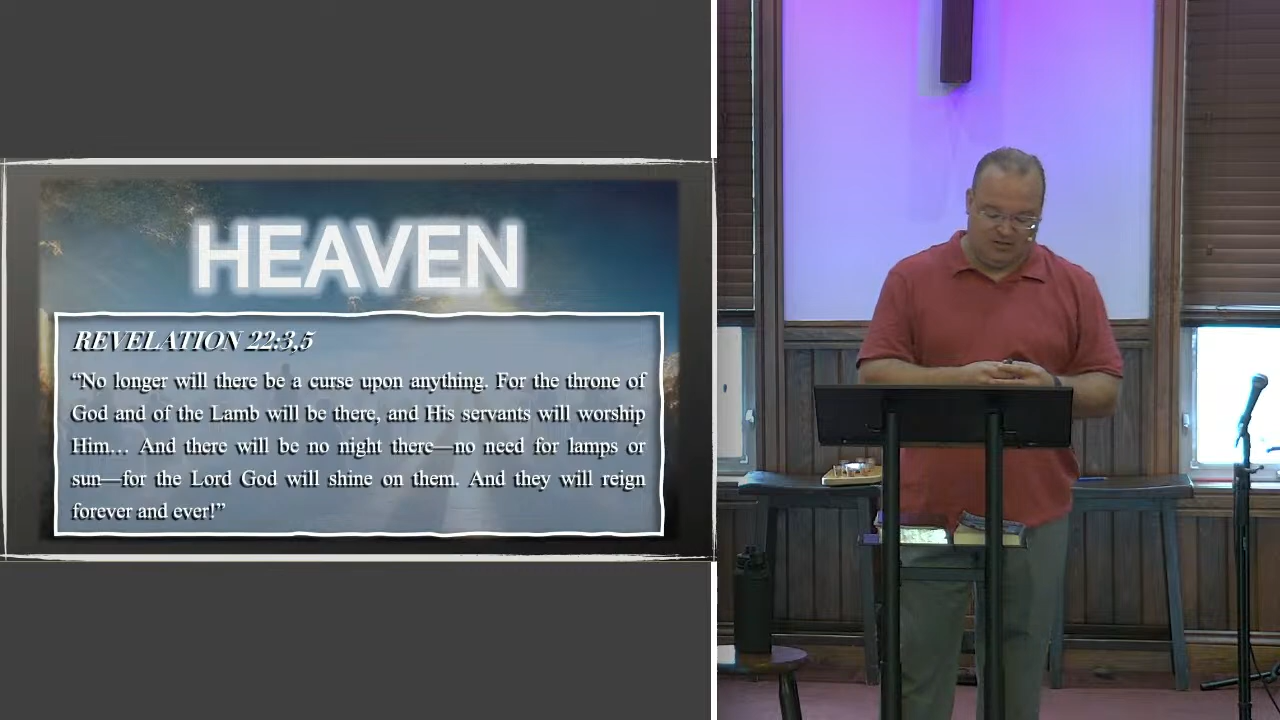 HEAVEN
REVELATION 22:3,5
“No longer will there be a curse upon anything. For the throne of
God and of the Lamb will be there, and His servants will worship
Him... And there will be no night there—no need for lamps or
sun—for the Lord God will shine on them. And they will reign
forever and ever!”